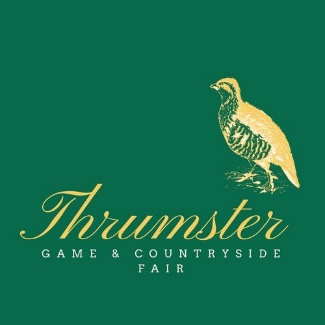 Thrumster
GAME & COUNTRYSIDE
FAIR